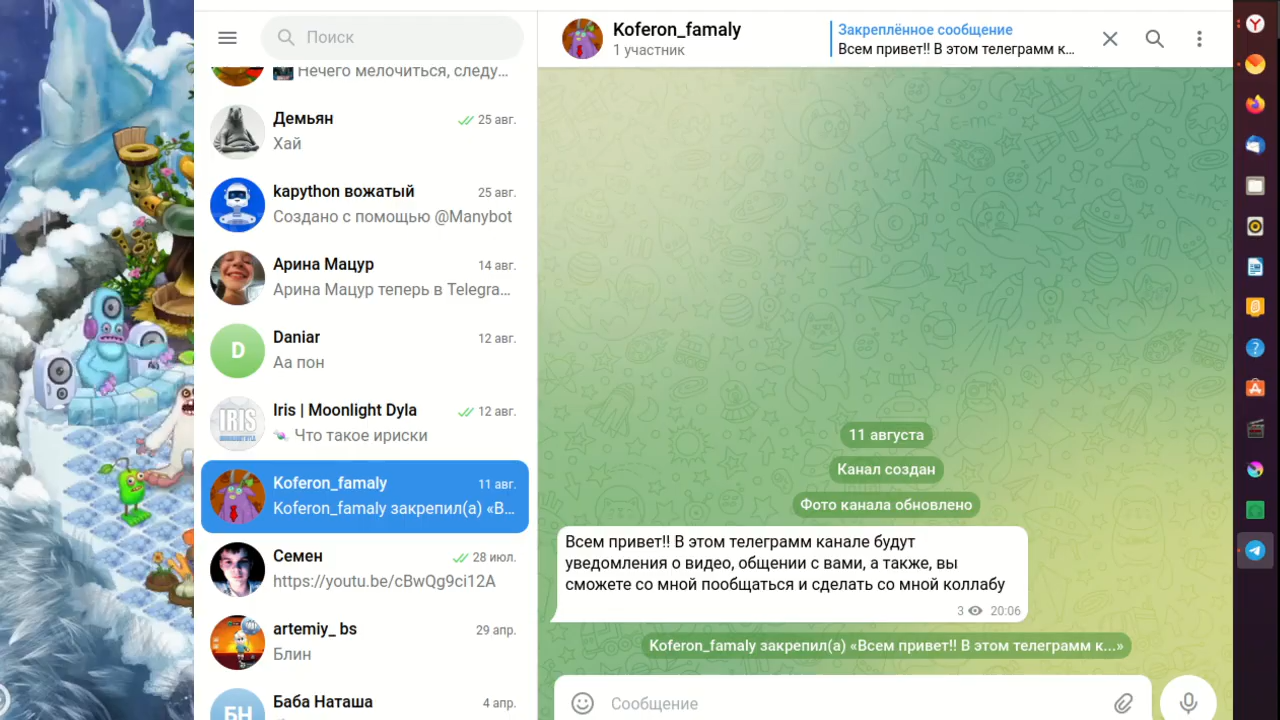 Поиск
Нечего мелочиться, следу...
Демьян
25 авг.
Хай
kapython вожатый
25 авг.
Создано с помощью @Manybot
Арина Мацур
14 авг.
Арина Мацур теперь в Telegra...
D
Daniar
12 авг.
Аа пон
IRIS
Iris | Moonlight Dyla
12 авг.
Что такое ириски
Koferon_famaly
11 авг.
Koferon_famaly закрепил(а) «В...
Семен
28 июл.
https://youtu.be/cBwQg9ci12A
artemiy_ bs
29 апр.
Блин
БН
Баба Наташа
4 апр.
Koferon_famaly
1 участник
Закреплённое сообщение
Всем привет!! В этом телеграмм к...
11 августа
Канал создан
Фото канала обновлено
Всем привет!! В этом телеграмм канале будут
уведомления о видео, общении с вами, а также, вы
сможете со мной пообщаться и сделать со мной коллабу
3 20:06
Koferon_famaly закрепил(а) «Всем привет!! В этом телеграмм к...»
Сообщение